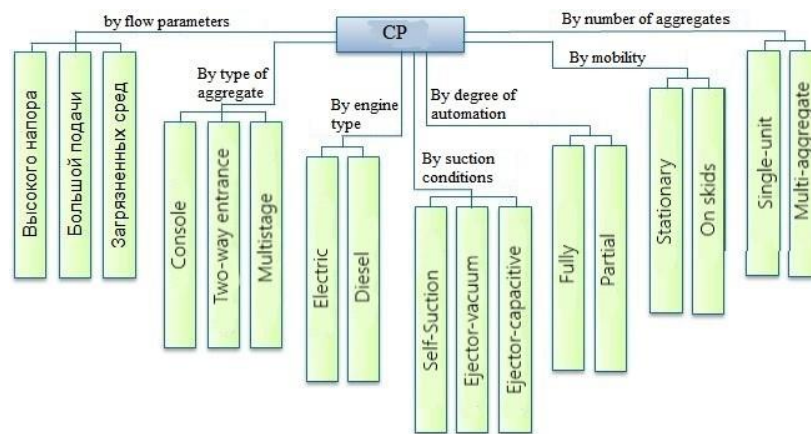 CP
by flow parameters
Высокого напора
Большой подачи
Загрязненных сред
By type of
aggregate
Console
Two-way entrance
Multistage
By engine
type
Electric
Diesel
By suction
conditions
Self-Suction
Ejector-vacuum
Ejector-capacitive
By degree of
automation
Fully
Partial
By mobility
Stationary
On skids
By number of aggregates
Single-unit
Multi-aggregate